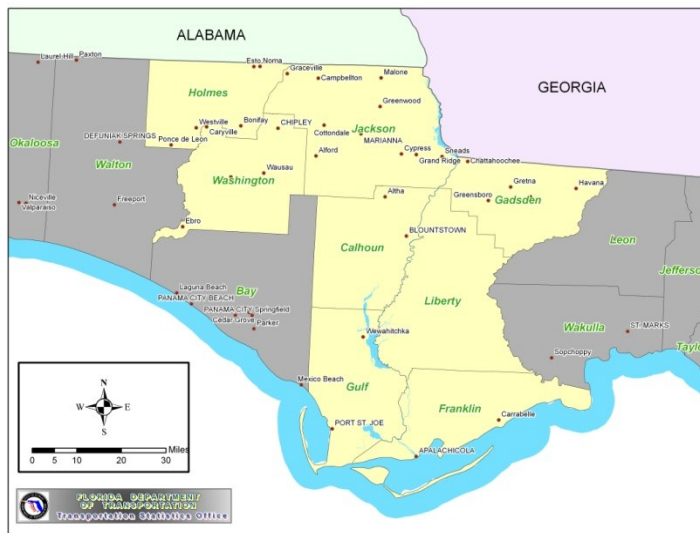 ALABAMA
GEORGIA
Laurel Hill
Paxton
Esto
Noma
Graceville
Campbellton
Malone
Holmes
Greenwood
Westville
Bonifay
CHIPLEY
Caryville
Jackson
Okaloosa
DEFUNIAK SPRINGS
Ponce de Leon
Cottondale
MARIANNA
Walton
Alford
Cypress
Sneads
Grand Ridge
Chattahoochee
Washington
Wausau
Altha
Gretna
Havana
Greensboro
Gadsden
Niceville
Valparaiso
Freeport
Ebro
BLOUNTSTOWN
Calhoun
Leon
Jefferson
Laguna Beach
Bay
PANAMA CITY BEACH
Liberty
PANAMA CITY
Springfield
Cedar Grove
Parker
Wakulla
ST. MARKS
Wewahitchka
Taylor
Sopchoppy
Mexico Beach
Gulf
N
W
E
S
Franklin
Carrabelle
PORT ST. JOE
Miles
0 5 10 20 30
APALACHICOLA
FLORIDA DEPARTMENT
OF TRANSPORTATION
Transportation Statistics Office